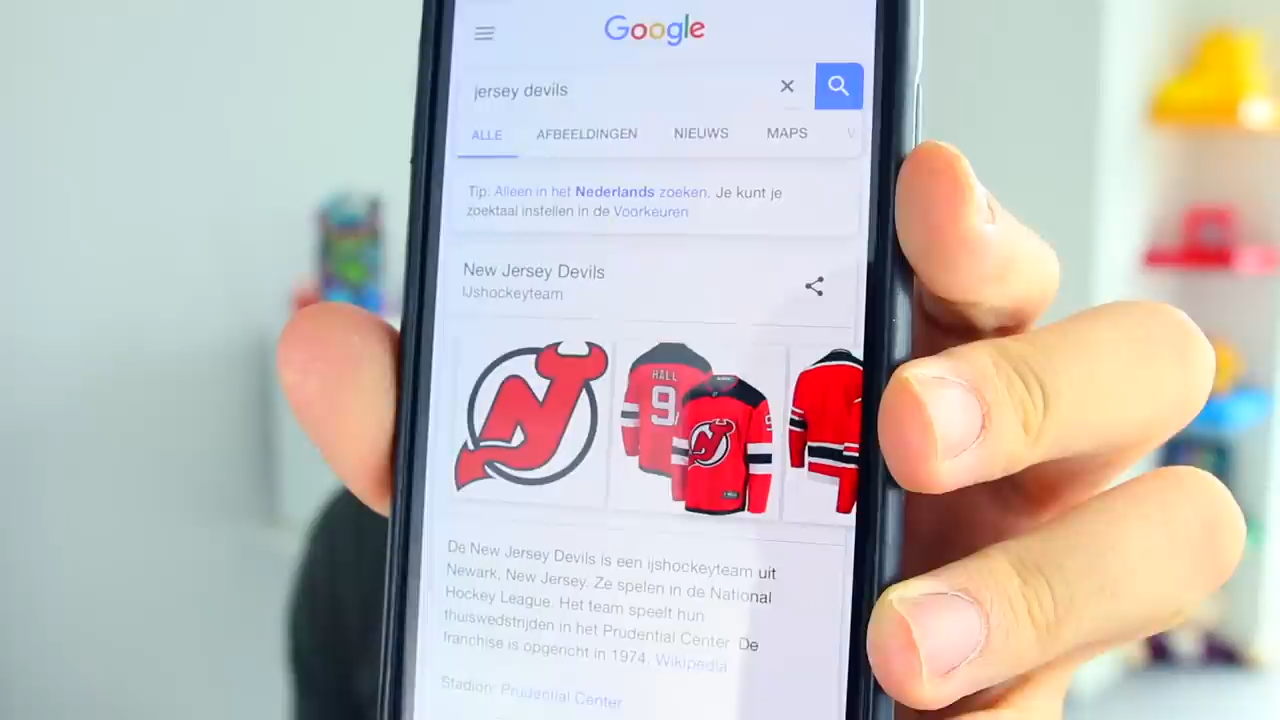 Google
jersey devils
ALLE AFBEELDINGEN NIEUWS MAPS V
Tip: Alleen in het Nederlands zoeken. Je kunt je
zoektaal instellen in de Voorkeuren
New Jersey Devils
IJshockeyteam
HALL
9
De New Jersey Devils is een ijshockeyteam uit
Newark, New Jersey. Ze spelen in de National
Hockey League. Het team speelt hun
thuiswedstrijden in het Prudential Center. De
franchise is opgericht in 1974. Wikipedia
Stadion: Prudential Center